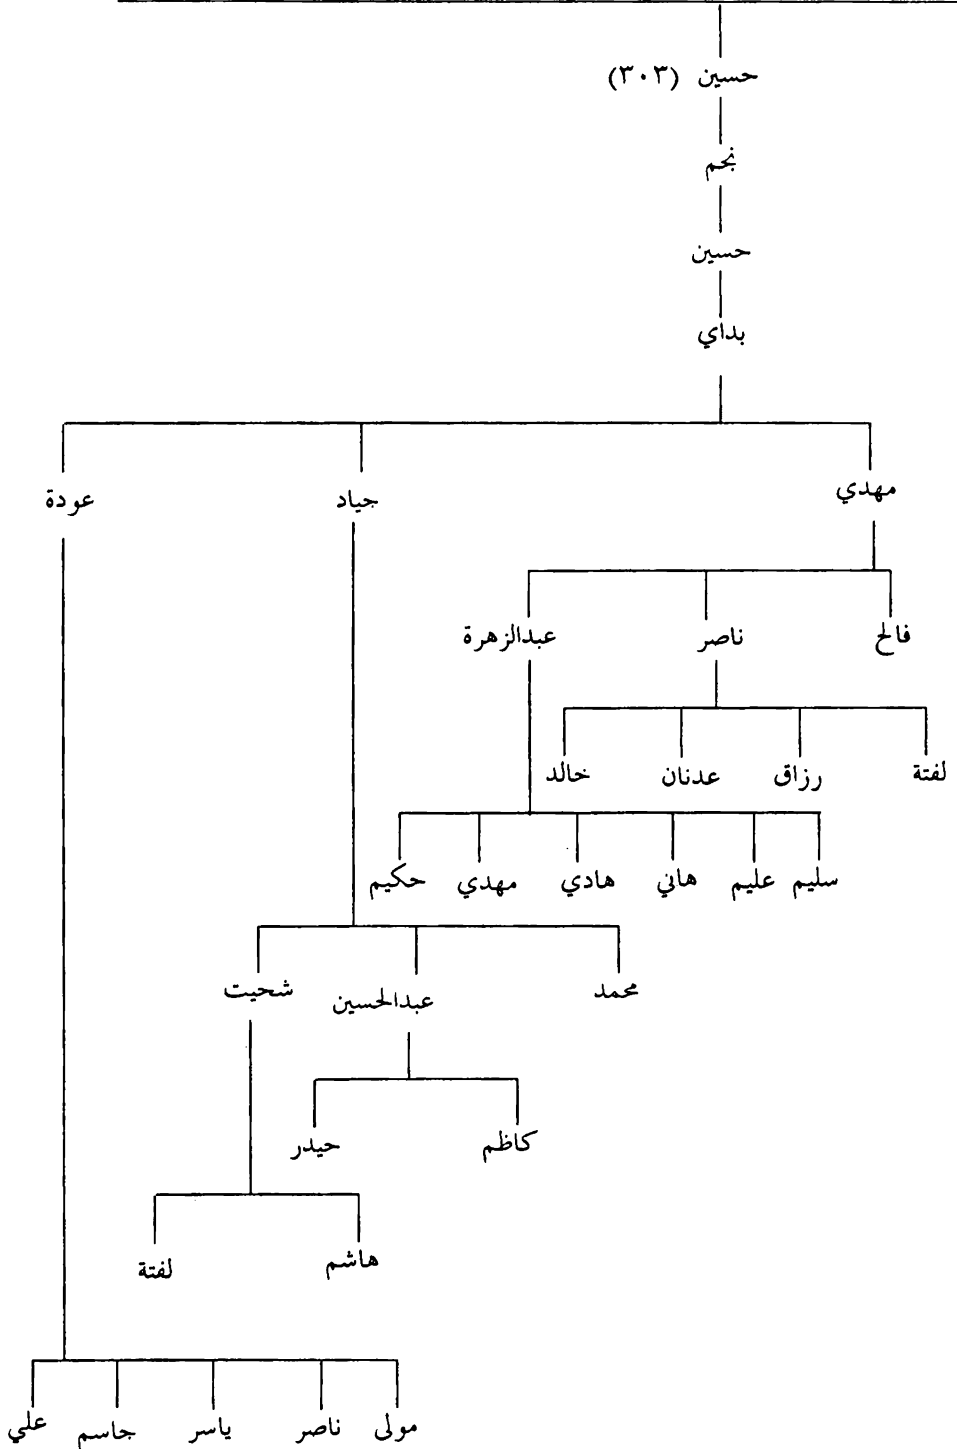 حسين (٣٠٣)
نجم
حسين
بداي
مهدي جياد عودة
فالح ناصر عبدالزهرة
لفتة رزاق عدنان خالد
سليم عليم هاني هادي مهدي حكيم
محمد عبدالحسين شحيت
كاظم حيدر
هاشم لفتة
مولى ناصر ياسر جاسم علي